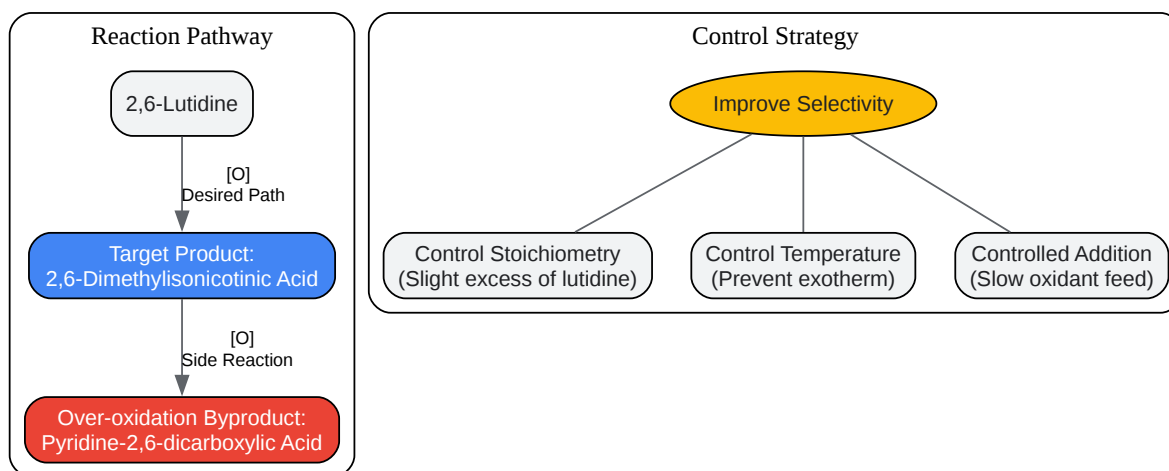 Reaction Pathway
2,6-Lutidine
[O]
Desired Path
Target Product:
2,6-Dimethylisonicotinic Acid
[O]
Side Reaction
Over-oxidation Byproduct:
Pyridine-2,6-dicarboxylic Acid
Control Strategy
Improve Selectivity
Control Stoichiometry
(Slight excess of lutidine)
Control Temperature
(Prevent exotherm)
Controlled Addition
(Slow oxidant feed)